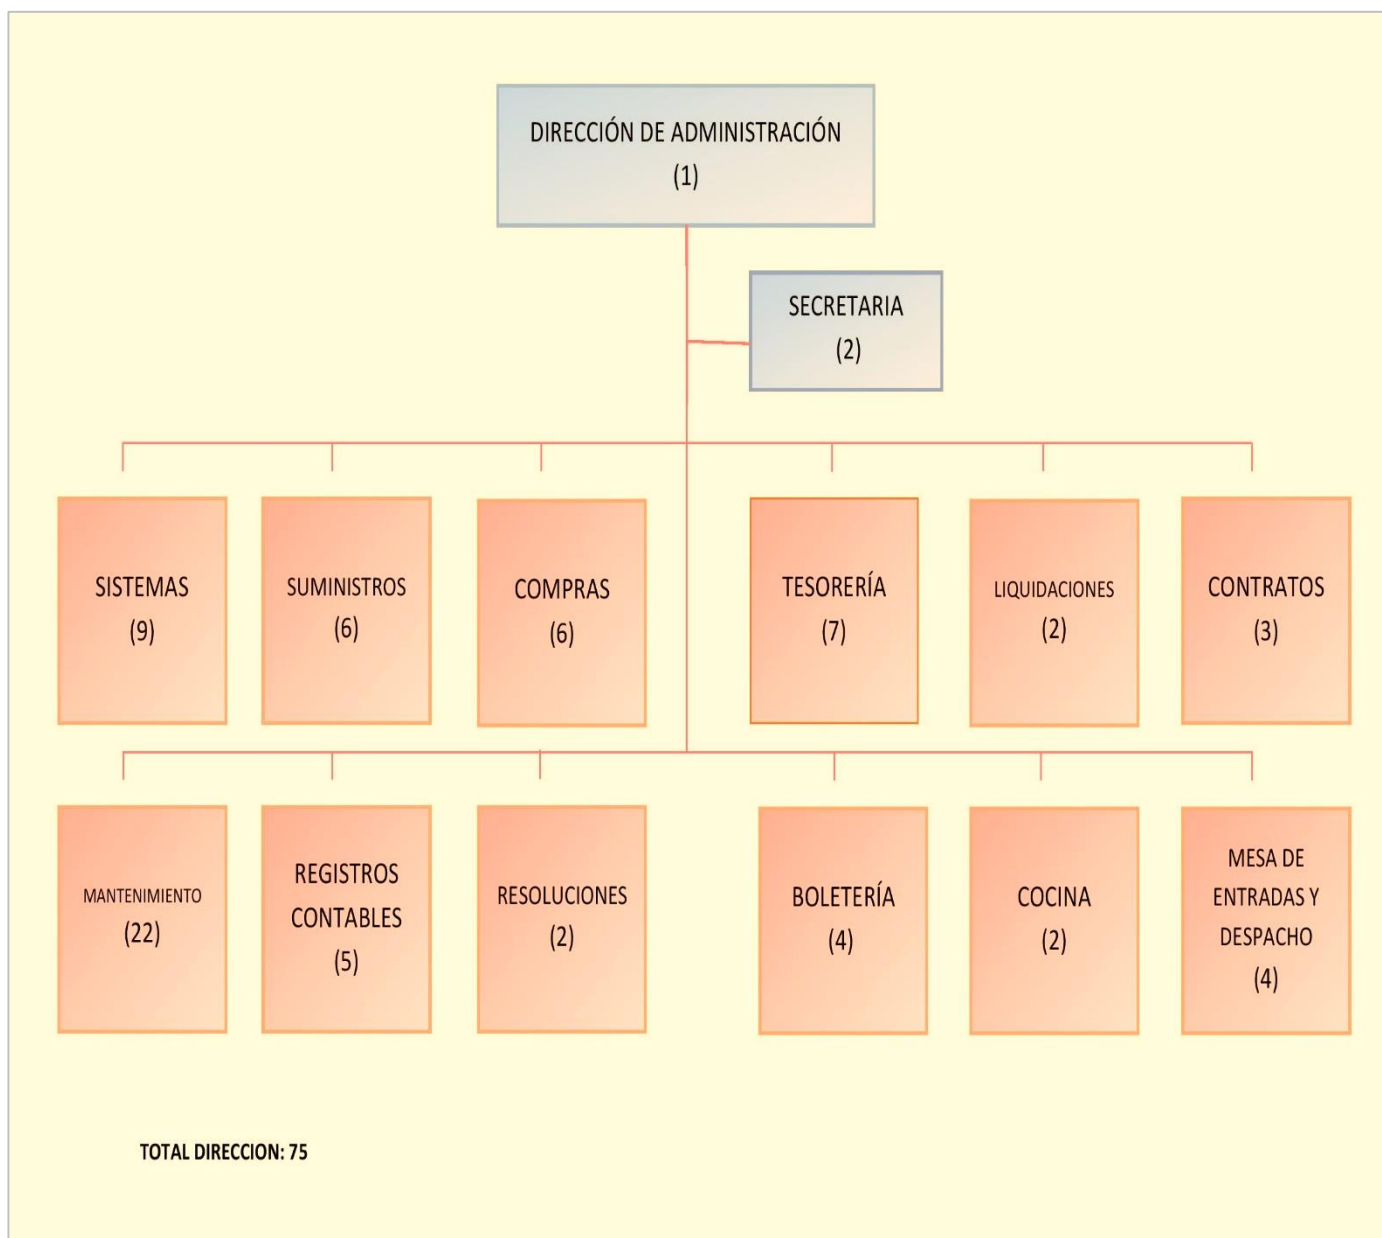 DIRECCIÓN DE ADMINISTRACIÓN
(1)
SECRETARIA
(2)
SISTEMAS
(9)
SUMINISTROS
(6)
COMPRAS
(6)
TESORERÍA
(7)
LIQUIDACIONES
(2)
CONTRATOS
(3)
MANTENIMIENTO
(22)
REGISTROS
CONTABLES
(5)
RESOLUCIONES
(2)
BOLETERÍA
(4)
COCINA
(2)
MESA DE
ENTRADAS Y
DESPACHO
(4)
TOTAL DIRECCION: 75